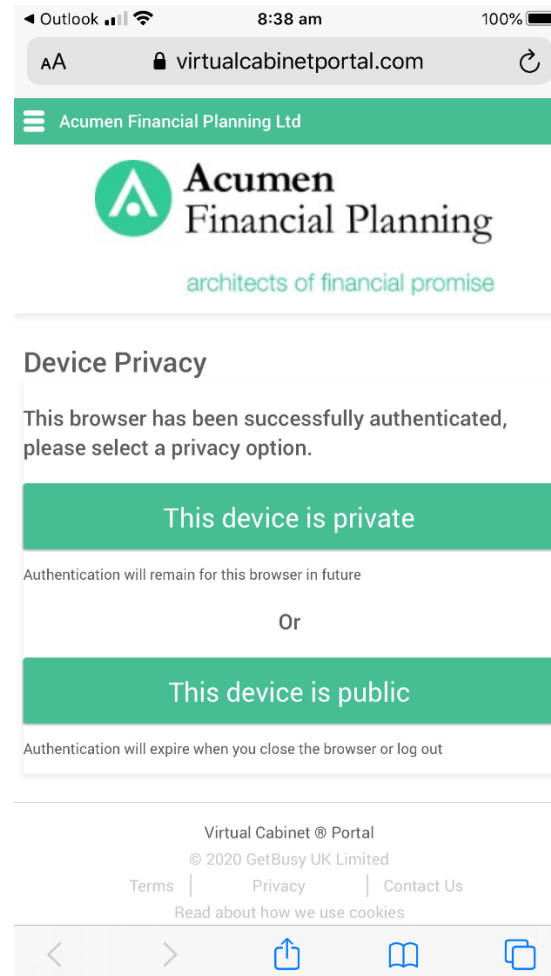 Outlook
8:38 am
100%
AA
virtualcabinetportal.com
Acumen Financial Planning Ltd
Acumen
Financial Planning
architects of financial promise
Device Privacy
This browser has been successfully authenticated,
please select a privacy option.
This device is private
Authentication will remain for this browser in future
Or
This device is public
Authentication will expire when you close the browser or log out
Virtual Cabinet ® Portal
© 2020 GetBusy UK Limited
Terms | Privacy | Contact Us
Read about how we use cookies